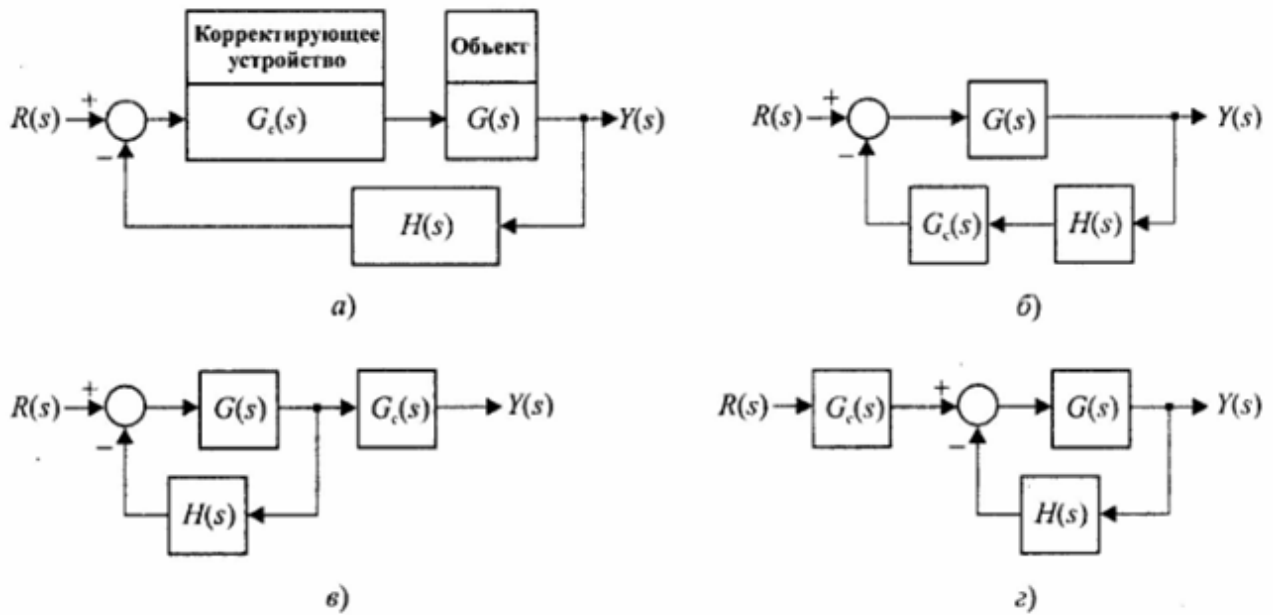 Корректирующее
устройство
Объект
R(s) + − G_c(s) G(s) Y(s)
H(s)
а)
R(s) + − G(s) Y(s)
G_c(s) H(s)
б)
R(s) + − G(s) G_c(s) Y(s)
H(s)
в)
R(s) G_c(s) + − G(s) Y(s)
H(s)
г)